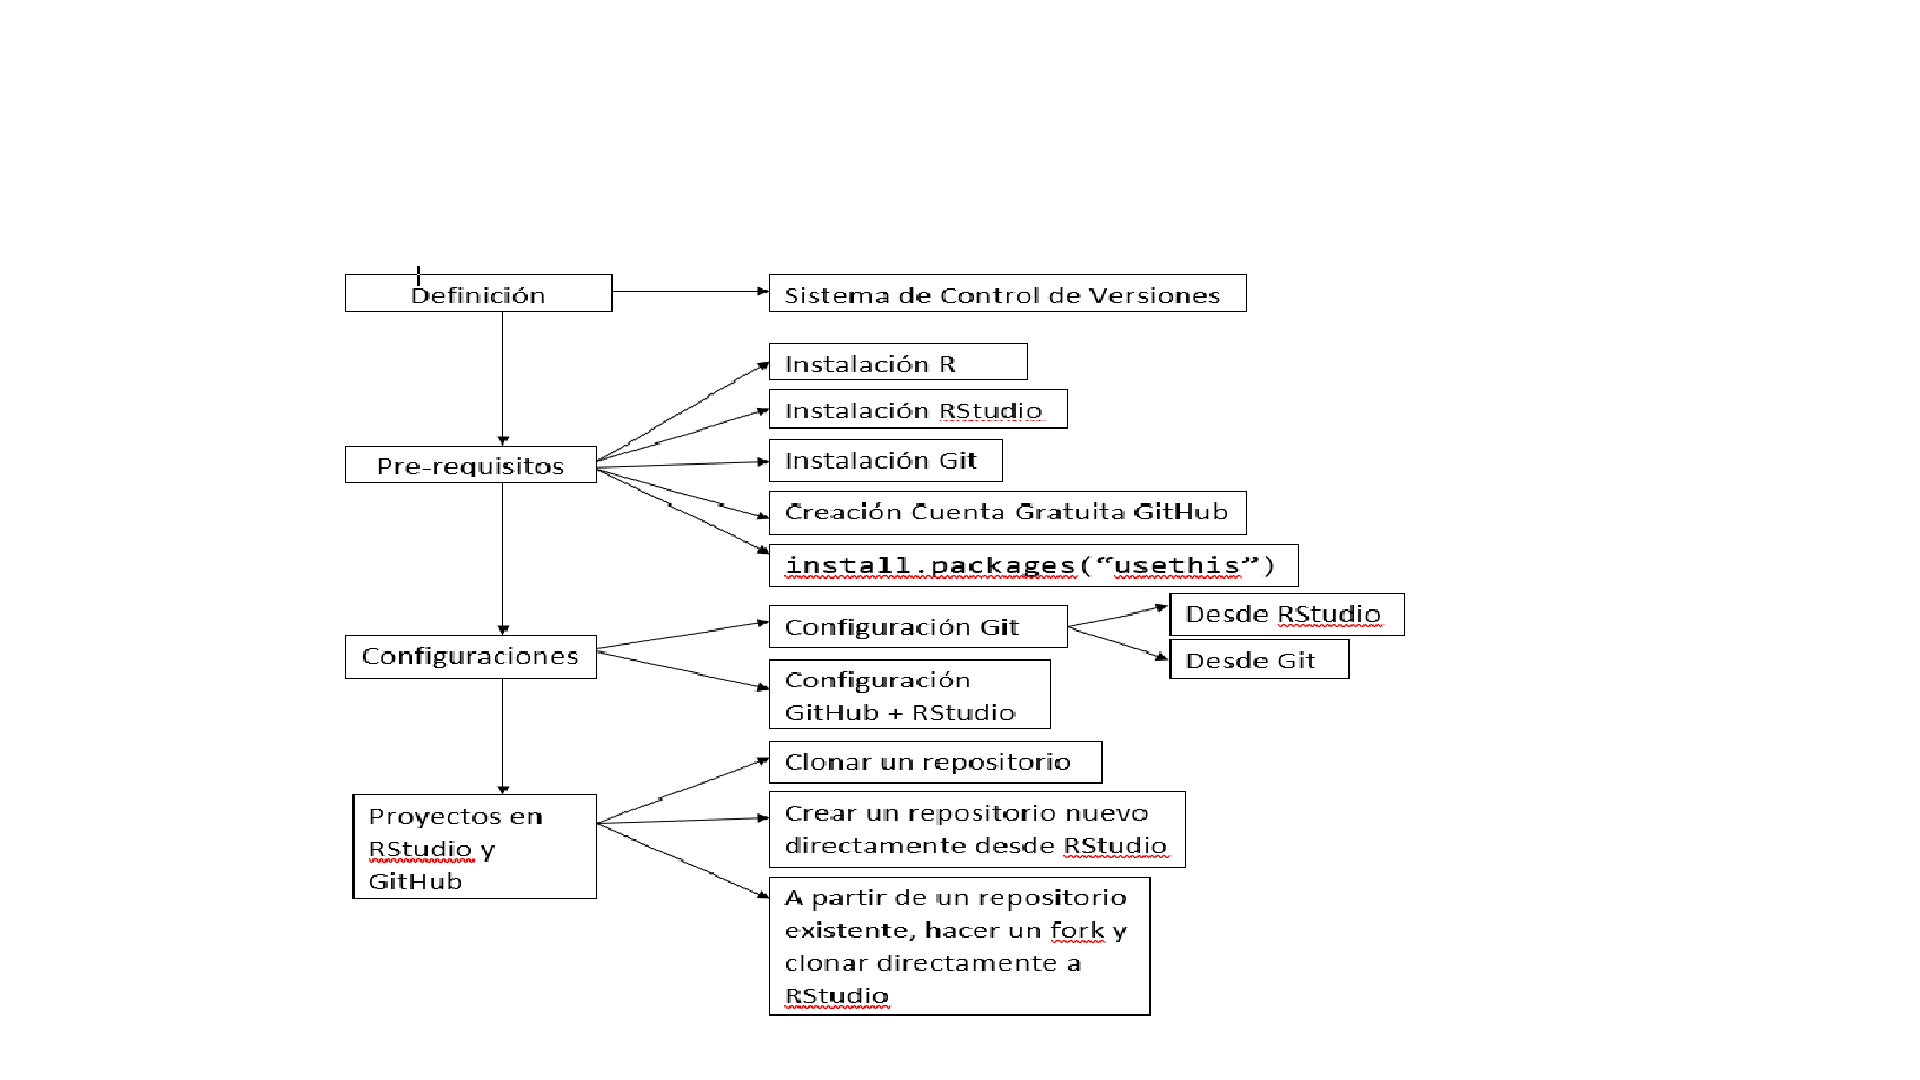 Definición
Sistema de Control de Versiones
Instalación R
Instalación RStudio
Pre-requisitos
Instalación Git
Creación Cuenta Gratuita GitHub
install.packages(“usethis”)
Configuraciones
Configuración Git
Desde RStudio
Desde Git
Configuración
GitHub + RStudio
Proyectos en
RStudio y
GitHub
Clonar un repositorio
Crear un repositorio nuevo
directamente desde RStudio
A partir de un repositorio
existente, hacer un fork y
clonar directamente a
RStudio